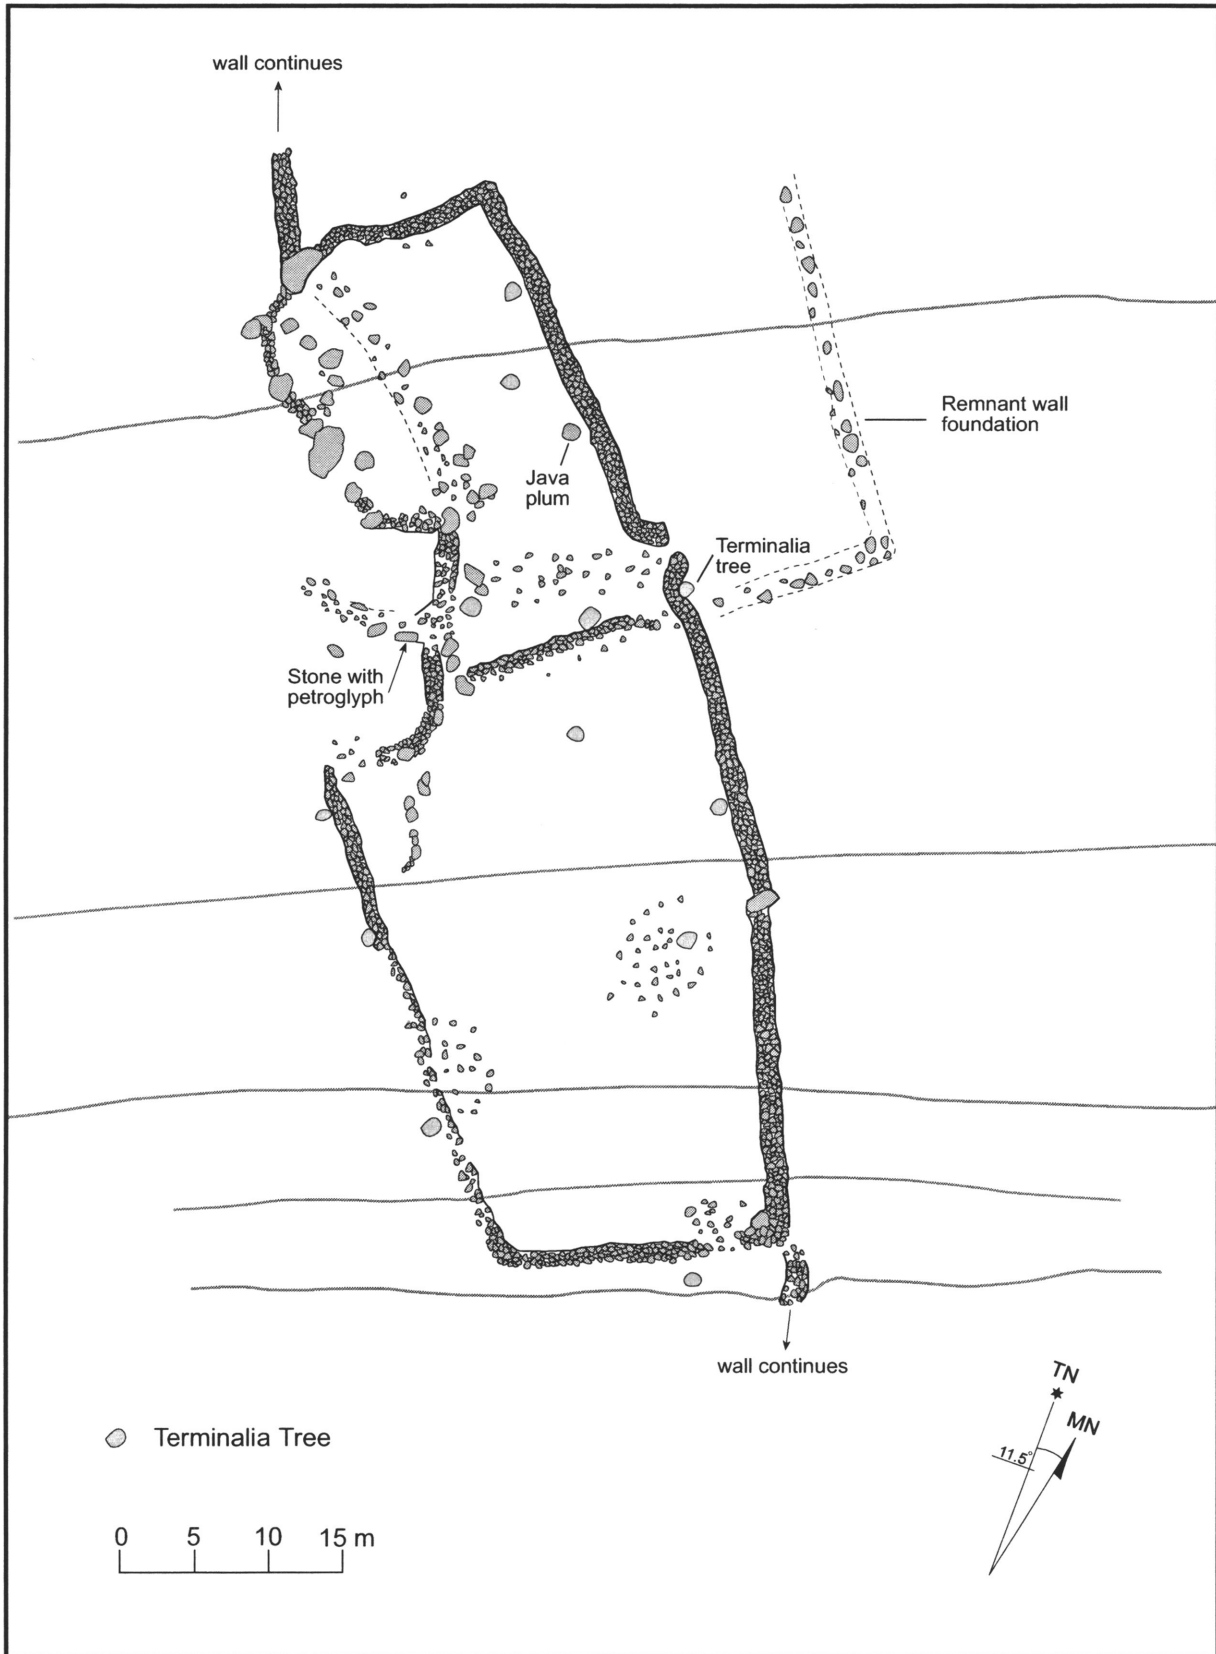 wall continues
Remnant wall
foundation
Java
plum
Terminalia
tree
Stone with
petroglyph
wall continues
TN
MN
11.5°
Terminalia Tree
0 5 10 15 m